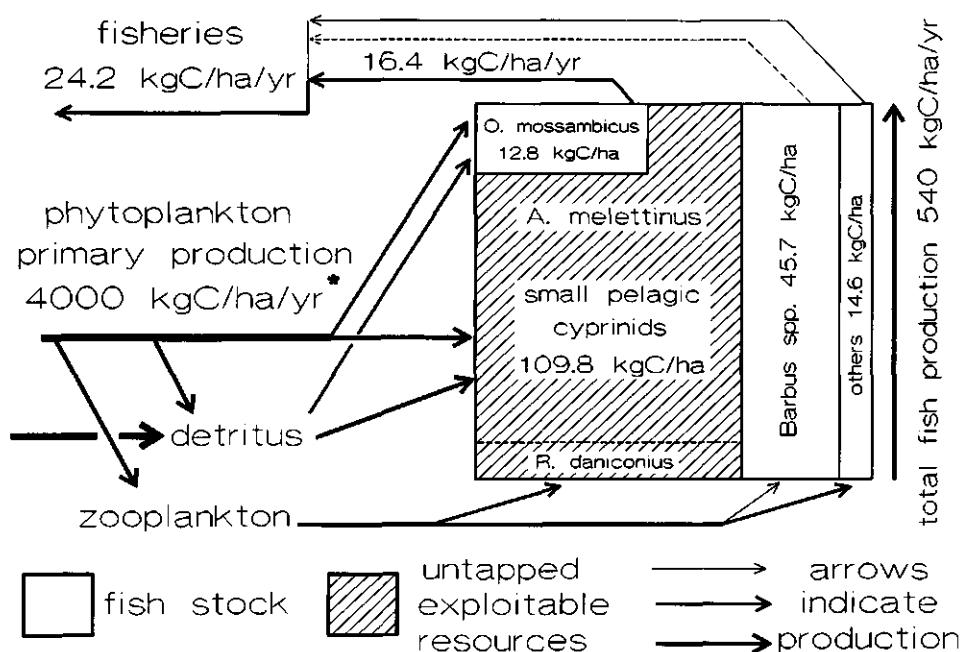 fisheries
24.2 kgC/ha/yr
16.4 kgC/ha/yr
O. mossambicus
12.8 kgC/ha
phytoplankton
primary production
4000 kgC/ha/yr*
A. melettinus
small pelagic
cyprinids
109.8 kgC/ha
R. daniconius
Barbus spp. 45.7 kgC/ha
others 14.6 kgC/ha
total fish production 540 kgC/ha/yr
detritus
zooplankton
fish stock
untapped
exploitable
resources
arrows
indicate
production